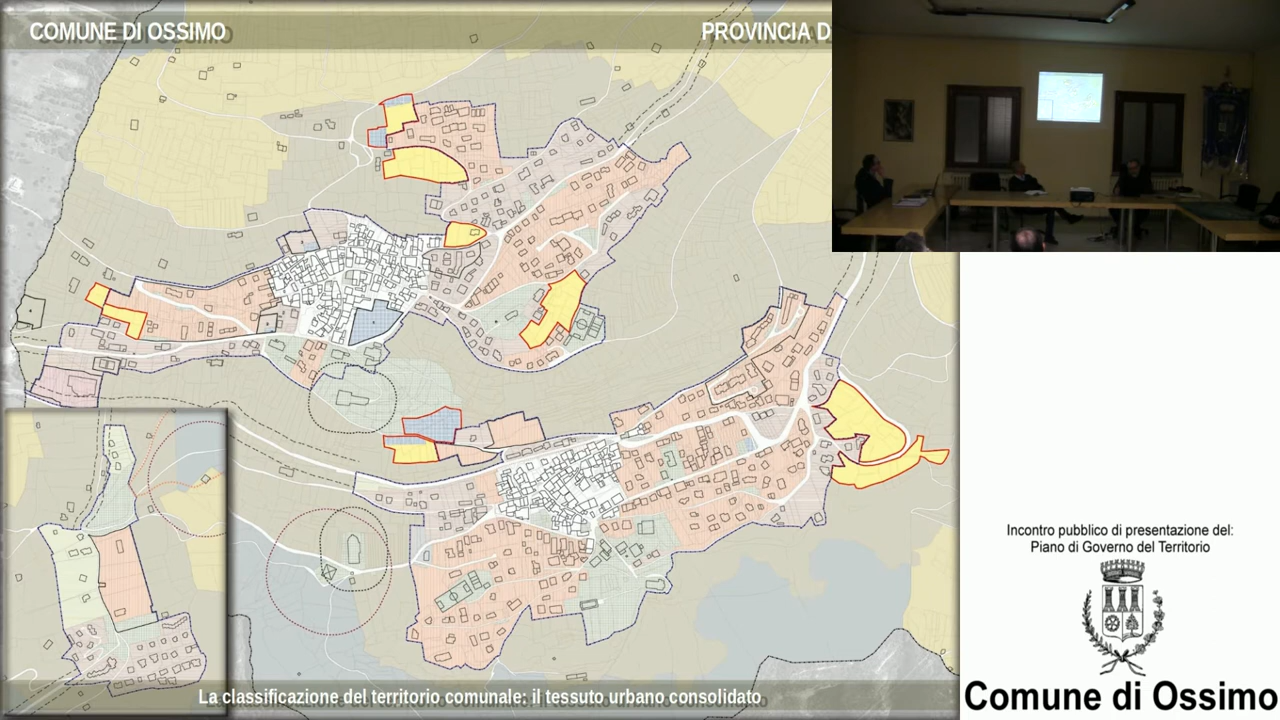 COMUNE DI OSSIMO
PROVINCIA D
La classificazione del territorio comunale: il tessuto urbano consolidato
Incontro pubblico di presentazione del:
Piano di Governo del Territorio
Comune di Ossimo